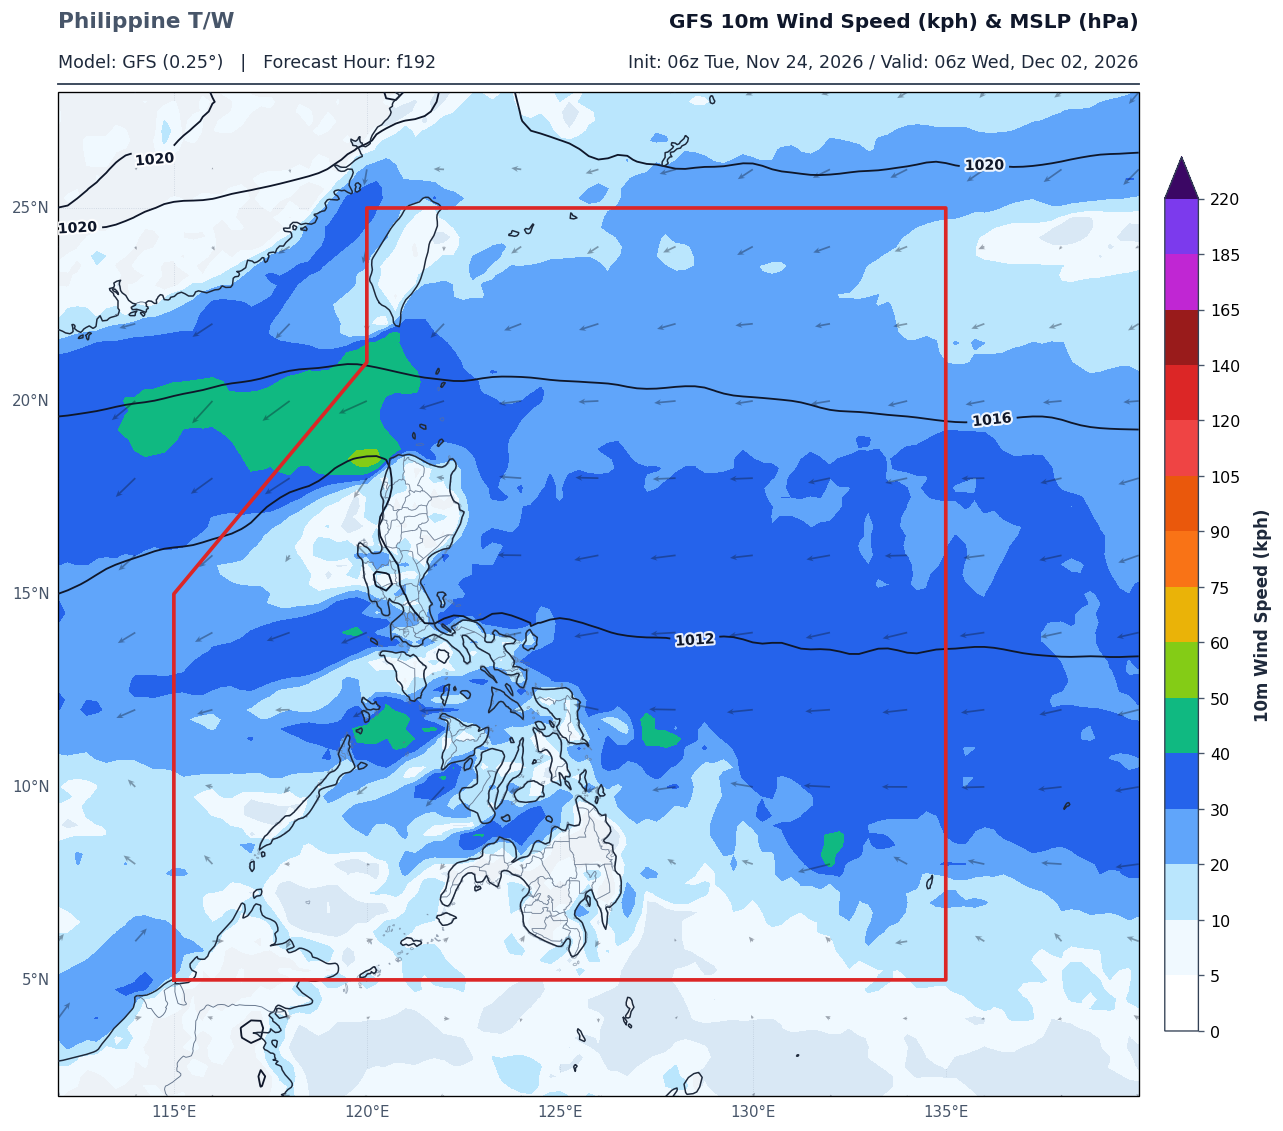 Philippine T/W
GFS 10m Wind Speed (kph) & MSLP (hPa)
Model: GFS (0.25°)   |   Forecast Hour: f192
Init: 06z Tue, Nov 24, 2026 / Valid: 06z Wed, Dec 02, 2026
1020
1020
1020
1016
1012
25°N
20°N
15°N
10°N
5°N
115°E
120°E
125°E
130°E
135°E
220
185
165
140
120
105
90
75
60
50
40
30
20
10
5
0
10m Wind Speed (kph)